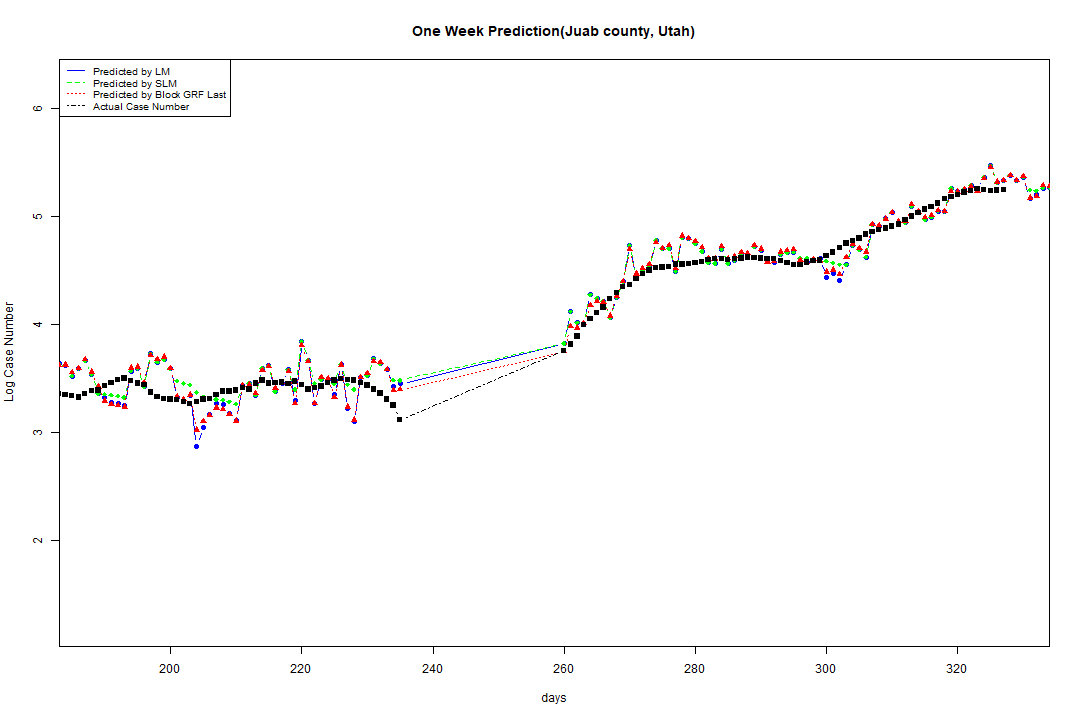 One Week Prediction(Juab county, Utah)
Predicted by LM
Predicted by SLM
Predicted by Block GRF Last
Actual Case Number
Log Case Number
6
5
4
3
2
200 220 240 260 280 300 320
days